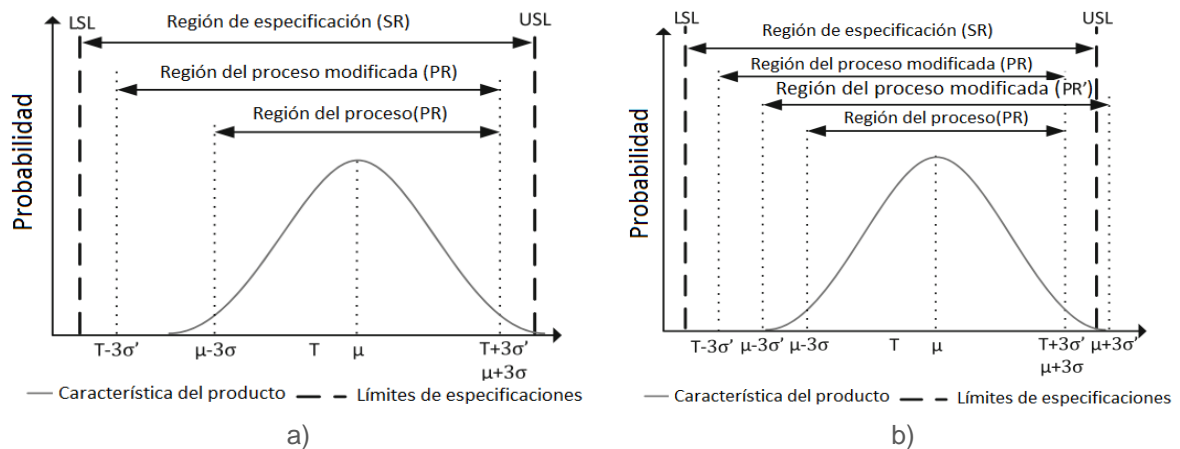 LSL
USL
Región de especificación (SR)
Región del proceso modificada (PR)
Región del proceso(PR)
Probabilidad
T-3σ’ μ-3σ T μ T+3σ’
μ+3σ
Característica del producto Límites de especificaciones
a)
LSL
USL
Región de especificación (SR)
Región del proceso modificada (PR)
Región del proceso modificada (PR’)
Región del proceso(PR)
Probabilidad
T-3σ’ μ-3σ’ μ-3σ T μ T+3σ’ μ+3σ’
μ+3σ
Característica del producto Límites de especificaciones
b)